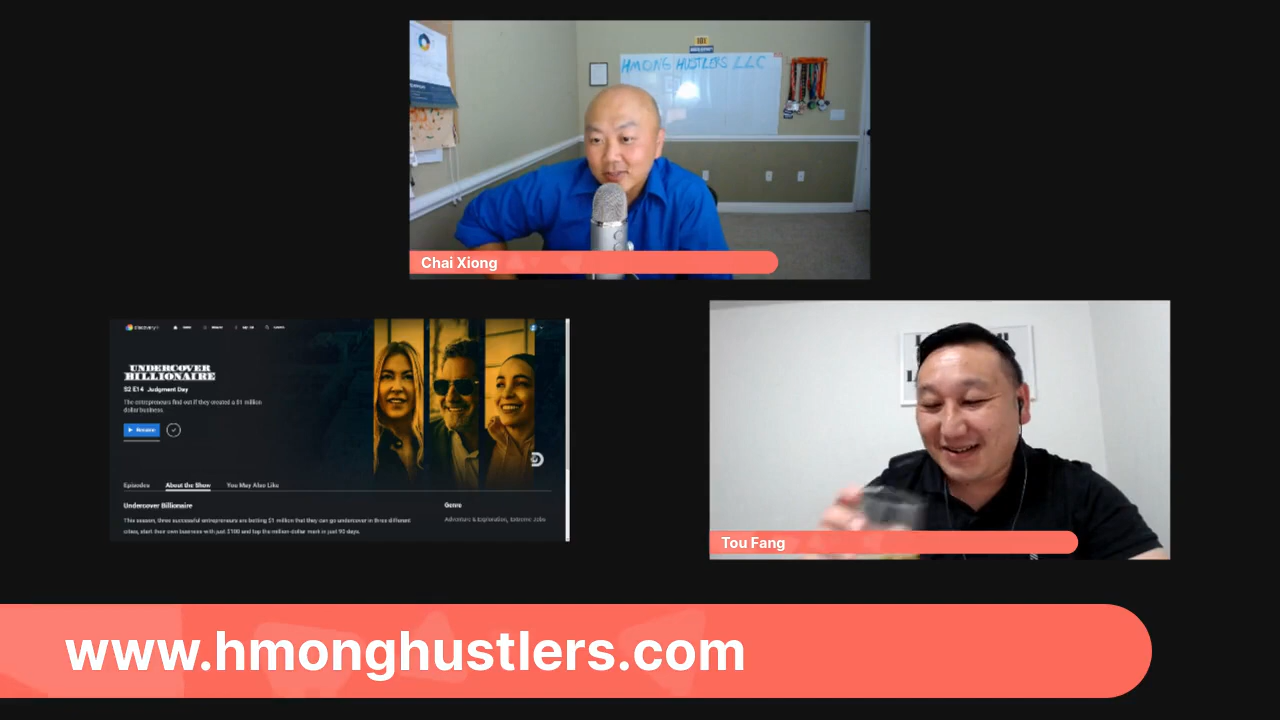 HMONG HUSTLERS LLC
Chai Xiong
discovery+
UNDERCOVER
BILLIONAIRE
S2 E14 Judgment Day
The entrepreneurs find out if they created a $1 million
dollar business.
Resume
Episodes About the Show You May Also Like
Undercover Billionaire Genre
This season, three successful entrepreneurs are betting $1 million that they can go undercover in three different
cities, start their own business with just $100 and top the million-dollar mark in just 90 days.
Adventure & Exploration, Extreme Jobs
Tou Fang
www.hmonghustlers.com